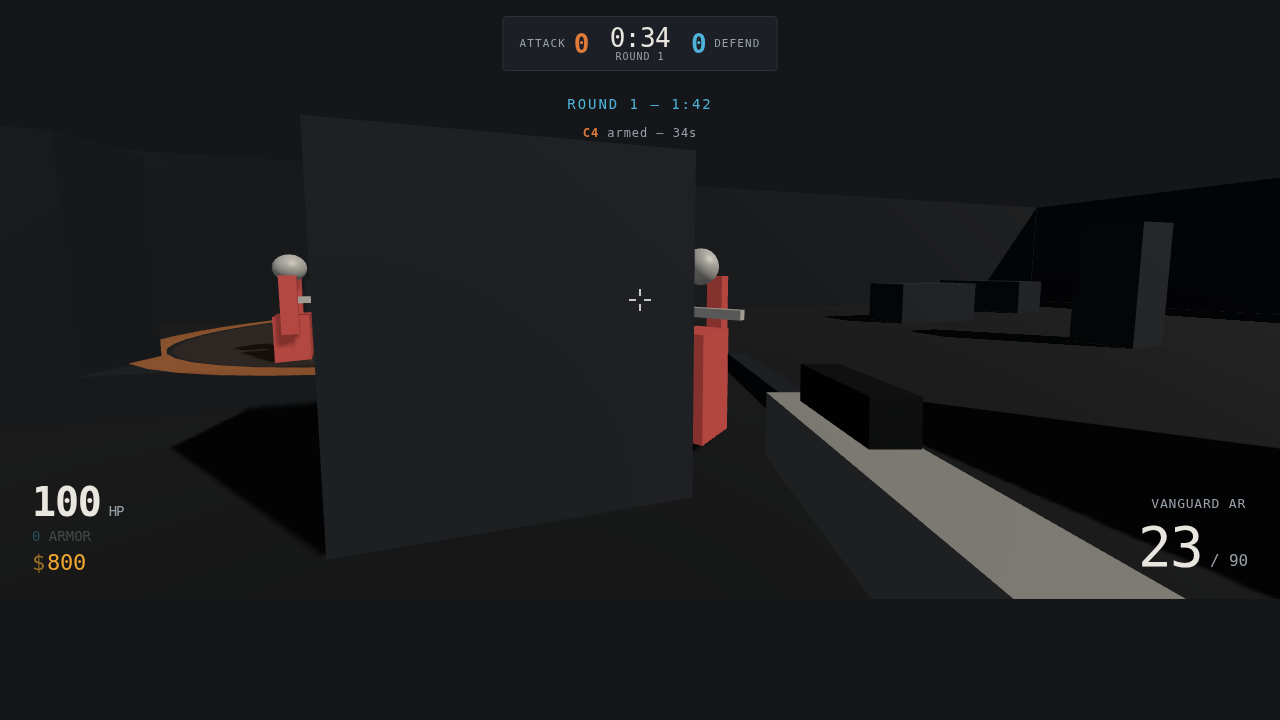 ATTACK 0 0:34 0 DEFEND
ROUND 1
ROUND 1 — 1:42
C4 armed — 34s
100 HP
0 ARMOR
$800
VANGUARD AR
23 / 90